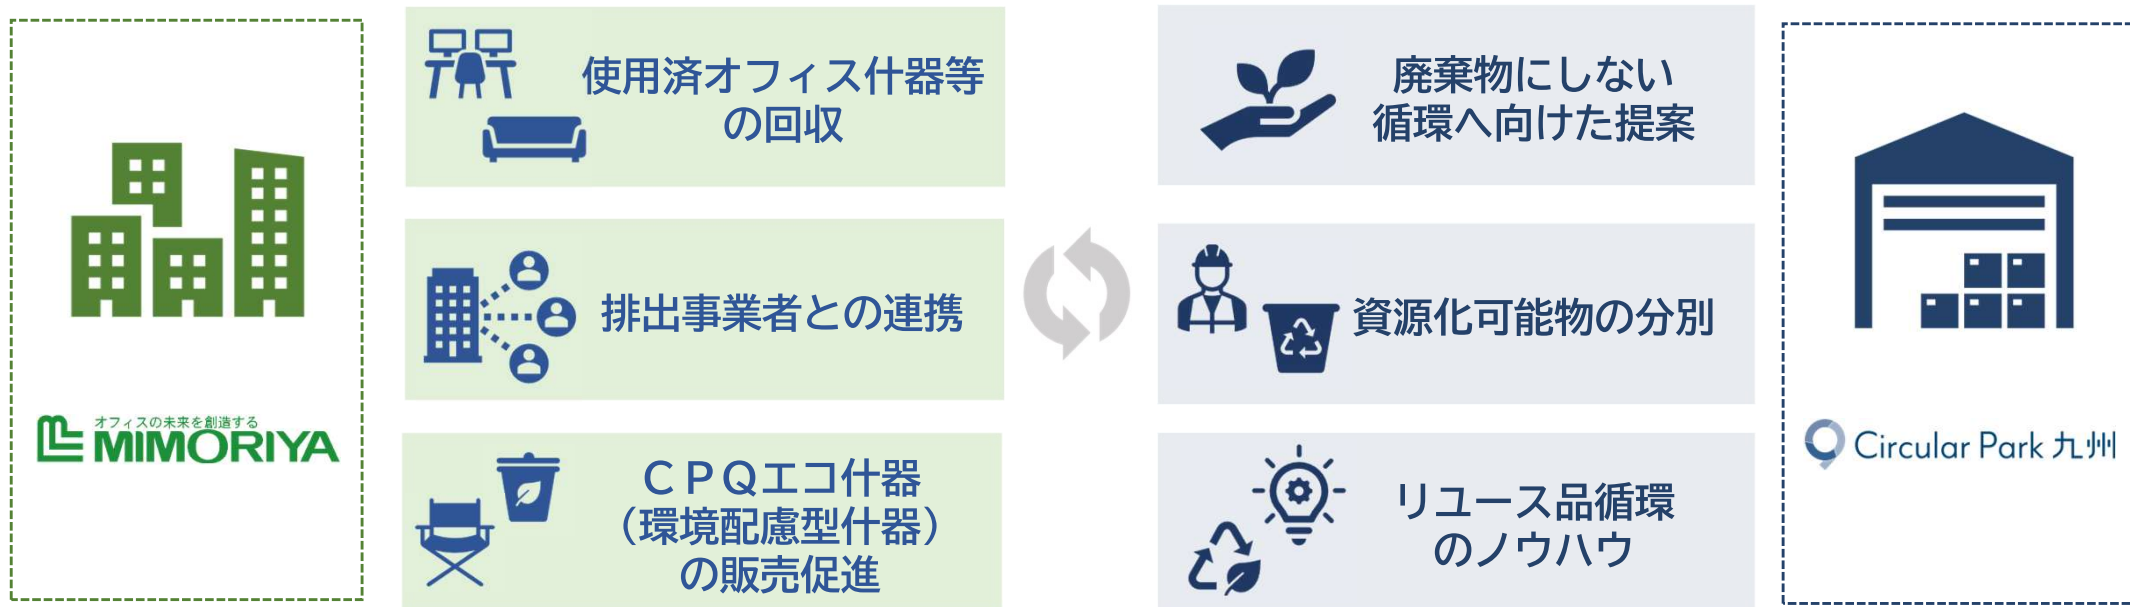 オフィスの未来を創造する
MIMORIYA
使用済オフィス什器等
の回収
排出事業者との連携
ＣＰＱエコ什器
（環境配慮型什器）
の販売促進
廃棄物にしない
循環へ向けた提案
資源化可能物の分別
リユース品循環
のノウハウ
Circular Park 九州